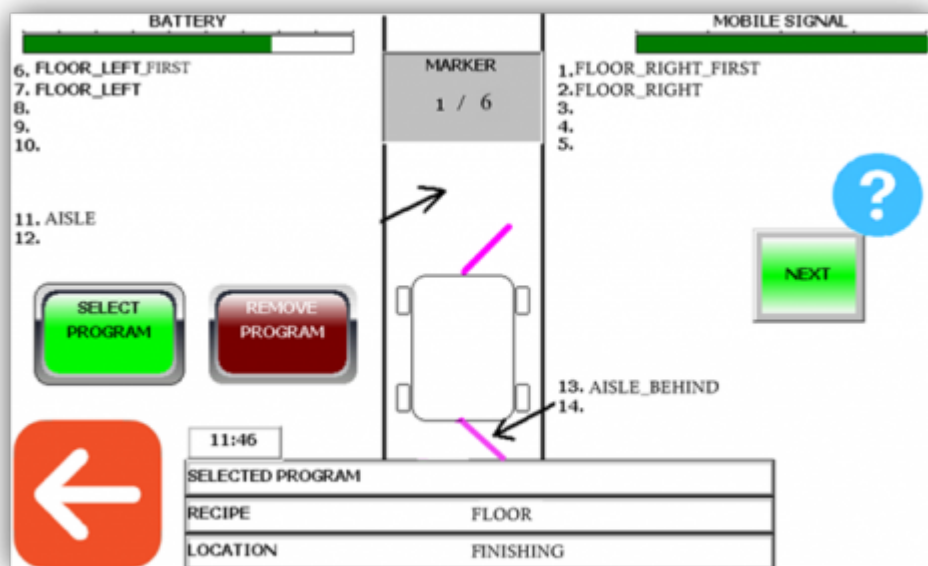 BATTERY
MOBILE SIGNAL
6. FLOOR_LEFT_FIRST
7. FLOOR_LEFT
8.
9.
10.
MARKER
1 / 6
1.FLOOR_RIGHT_FIRST
2.FLOOR_RIGHT
3.
4.
5.
?
11. AISLE
12.
NEXT
SELECT
PROGRAM
REMOVE
PROGRAM
13. AISLE_BEHIND
14.
11:46
SELECTED PROGRAM
RECIPE FLOOR
LOCATION FINISHING